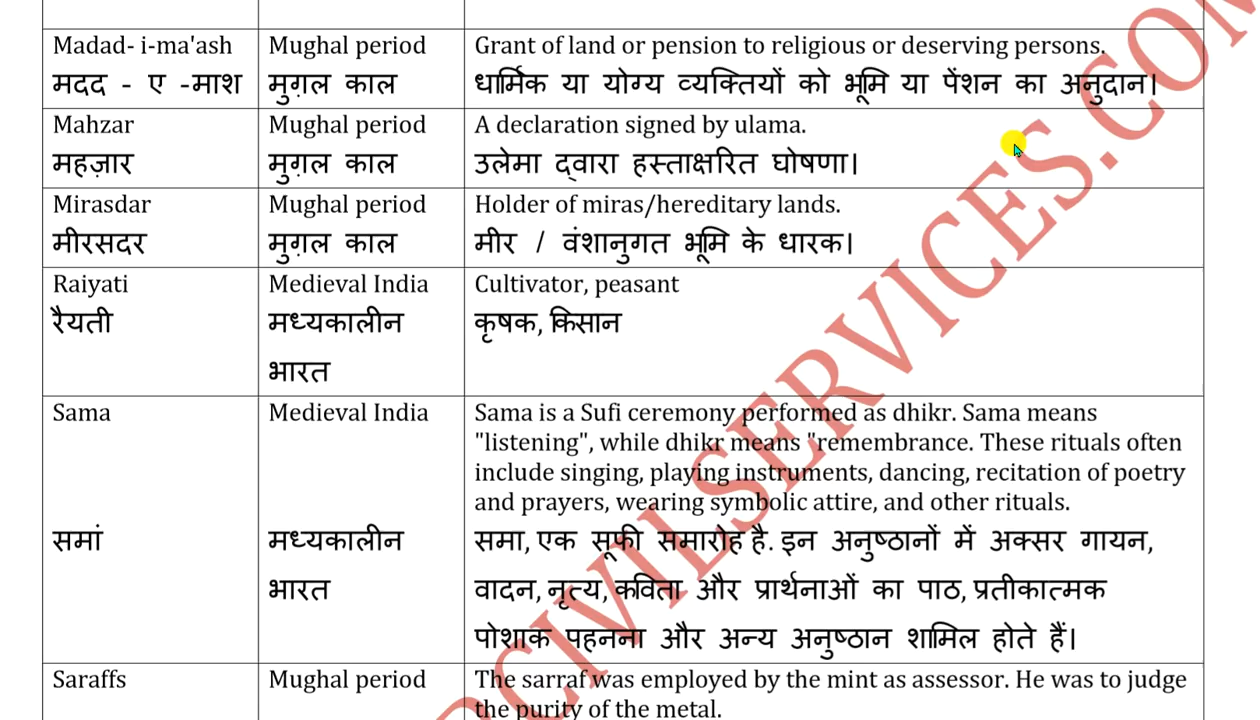 Madad- i-ma'ash
मदद - ए -माश
Mughal period
मुग़ल काल
Grant of land or pension to religious or deserving persons.
धार्मिक या योग्य व्यक्तियों को भूमि या पेंशन का अनुदान।
Mahzar
महज़ार
Mughal period
मुग़ल काल
A declaration signed by ulama.
उलेमा द्वारा हस्ताक्षरित घोषणा।
Mirasdar
मीरसदर
Mughal period
मुग़ल काल
Holder of miras/hereditary lands.
मीर / वंशानुगत भूमि के धारक।
Raiyati
रैयती
Medieval India
मध्यकालीन
भारत
Cultivator, peasant
कृषक, किसान
Sama
समां
Medieval India
मध्यकालीन
भारत
Sama is a Sufi ceremony performed as dhikr. Sama means
"listening", while dhikr means "remembrance. These rituals often
include singing, playing instruments, dancing, recitation of poetry
and prayers, wearing symbolic attire, and other rituals.
समा, एक सूफी समारोह है. इन अनुष्ठानों में अक्सर गायन,
वादन, नृत्य, कविता और प्रार्थनाओं का पाठ, प्रतीकात्मक
पोशाक पहनना और अन्य अनुष्ठान शामिल होते हैं।
Saraffs
Mughal period
The sarraf was employed by the mint as assessor. He was to judge
the purity of the metal.
RCIVILSERVICES.COM